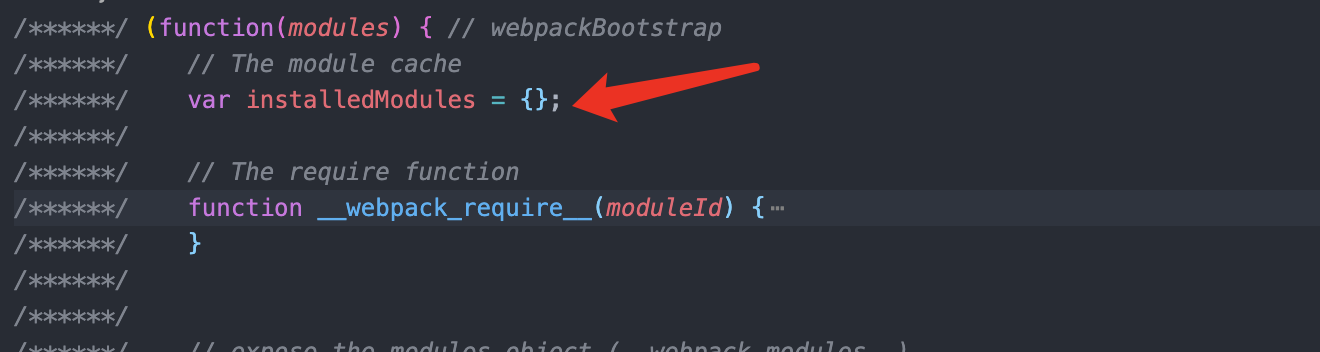 /******/ (function(modules) { // webpackBootstrap
/******/    // The module cache
/******/    var installedModules = {};
/******/
/******/    // The require function
/******/    function __webpack_require__(moduleId) {⋯
/******/    }
/******/
/******/
/******/    // expose the modules object (__webpack_modules__)